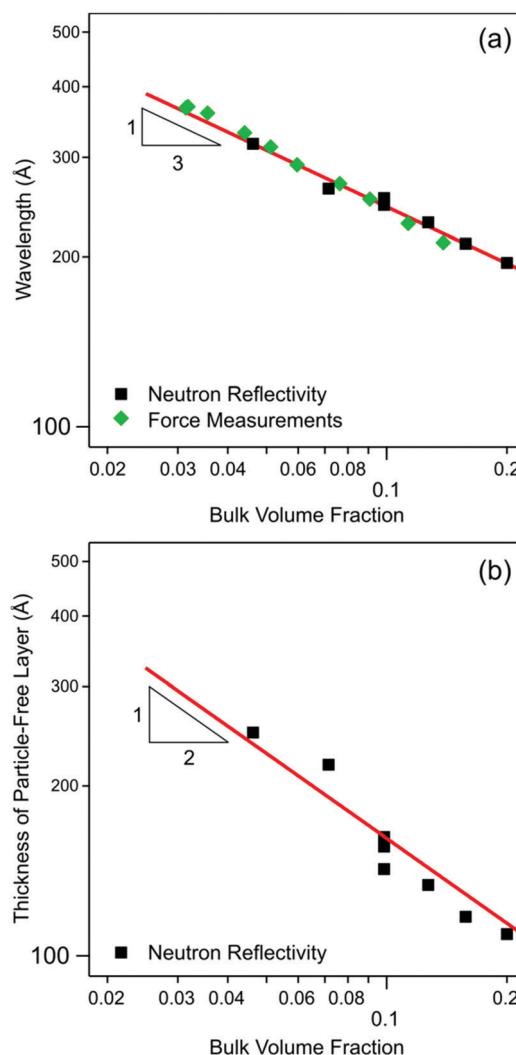 (a)
500
400
300
200
100
Wavelength (Å)
1
3
Neutron Reflectivity
Force Measurements
0.02 0.03 0.04 0.06 0.08 0.1 0.2
Bulk Volume Fraction
(b)
500
400
300
200
100
Thickness of Particle-Free Layer (Å)
1
2
Neutron Reflectivity
0.02 0.03 0.04 0.06 0.08 0.1 0.2
Bulk Volume Fraction